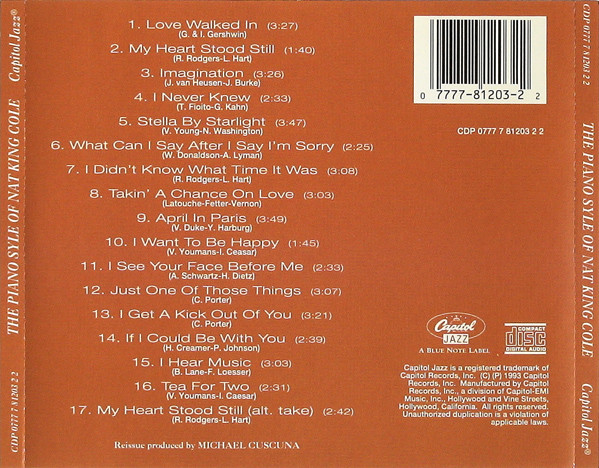 THE PIANO SYLE OF NAT KING COLE Capitol Jazz®
CDP 0777 7 81203 2 2
1. Love Walked In (3:27)
(G. & I. Gershwin)
2. My Heart Stood Still (1:40)
(R. Rodgers-L. Hart)
3. Imagination (3:26)
(J. van Heusen-J. Burke)
4. I Never Knew (2:33)
(T. Fioito-G. Kahn)
5. Stella By Starlight (3:47)
(V. Young-N. Washington)
6. What Can I Say After I Say I'm Sorry (2:25)
(W. Donaldson-A. Lyman)
7. I Didn't Know What Time It Was (3:08)
(R. Rodgers-L. Hart)
8. Takin' A Chance On Love (3:03)
(Latouche-Fetter-Vernon)
9. April In Paris (3:49)
(V. Duke-Y. Harburg)
10. I Want To Be Happy (1:45)
(V. Youmans-I. Ceasar)
11. I See Your Face Before Me (2:33)
(A. Schwartz-H. Dietz)
12. Just One Of Those Things (3:07)
(C. Porter)
13. I Get A Kick Out Of You (3:21)
(C. Porter)
14. If I Could Be With You (2:39)
(H. Creamer-P. Johnson)
15. I Hear Music (3:03)
(B. Lane-F. Loesser)
16. Tea For Two (2:31)
(V. Youmans-I. Caesar)
17. My Heart Stood Still (alt. take) (2:42)
(R. Rodgers-L. Hart)
Reissue produced by MICHAEL CUSCUNA
0 7777-81203-2 2
CDP 0777 7 81203 2 2
Capitol
JAZZ
A BLUE NOTE LABEL
COMPACT
disc
DIGITAL AUDIO
Capitol Jazz is a registered trademark of
Capitol Records, Inc. (C) (P) 1993 Capitol
Records, Inc. Manufactured by Capitol
Records, Inc., a division of Capitol-EMI
Music, Inc., Hollywood and Vine Streets,
Hollywood, California. All rights reserved.
Unauthorized duplication is a violation of
applicable laws.
CDP 0777 7 81203 2 2
THE PIANO SYLE OF NAT KING COLE
Capitol Jazz®